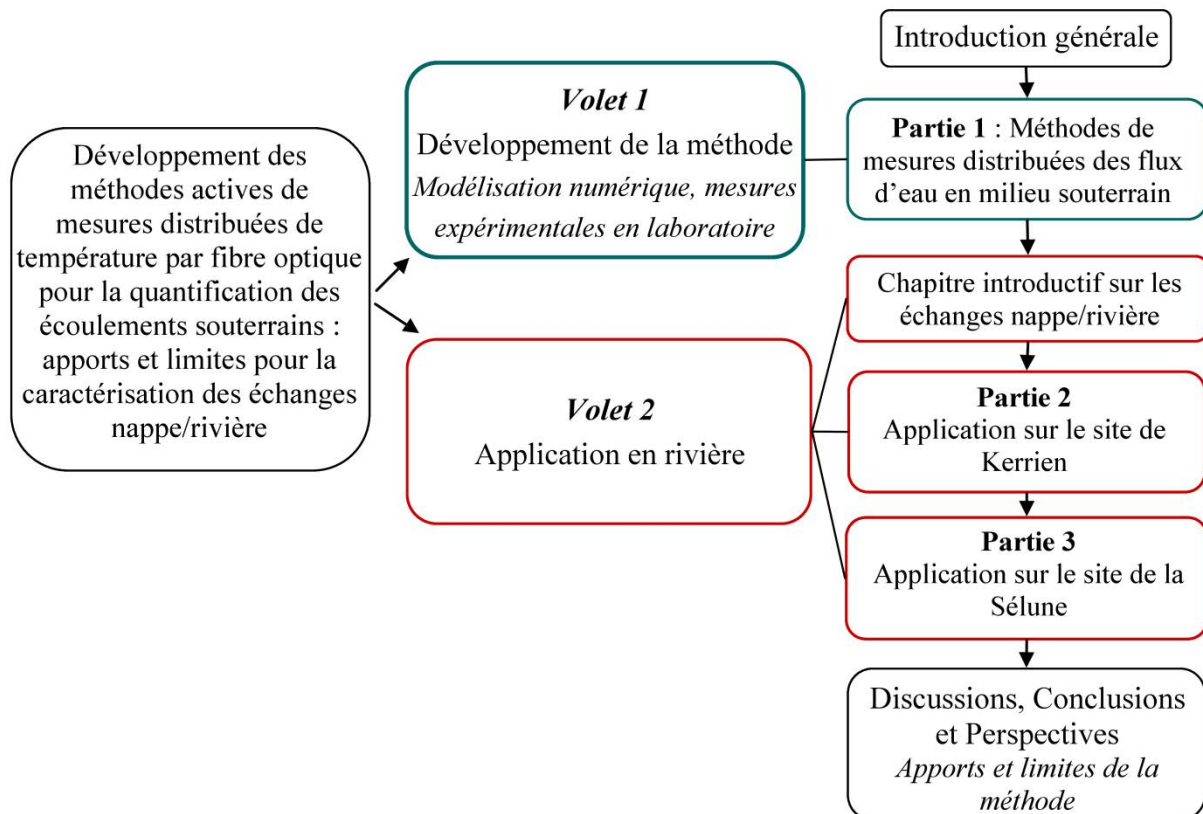 Développement des
méthodes actives de
mesures distribuées de
température par fibre optique
pour la quantification des
écoulements souterrains :
apports et limites pour la
caractérisation des échanges
nappe/rivière
Volet 1
Développement de la méthode
Modélisation numérique, mesures
expérimentales en laboratoire
Volet 2
Application en rivière
Introduction générale
Partie 1 : Méthodes de
mesures distribuées des flux
d’eau en milieu souterrain
Chapitre introductif sur les
échanges nappe/rivière
Partie 2
Application sur le site de
Kerrien
Partie 3
Application sur le site de la
Sélune
Discussions, Conclusions
et Perspectives
Apports et limites de la
méthode